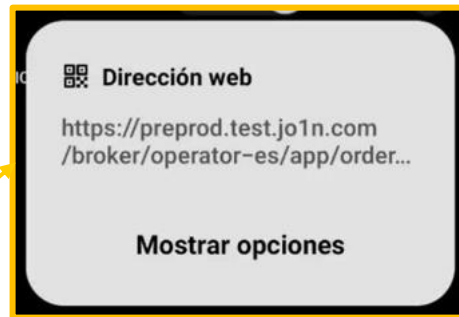 Dirección web
https://preprod.test.jo1n.com
/broker/operator-es/app/order...
Mostrar opciones